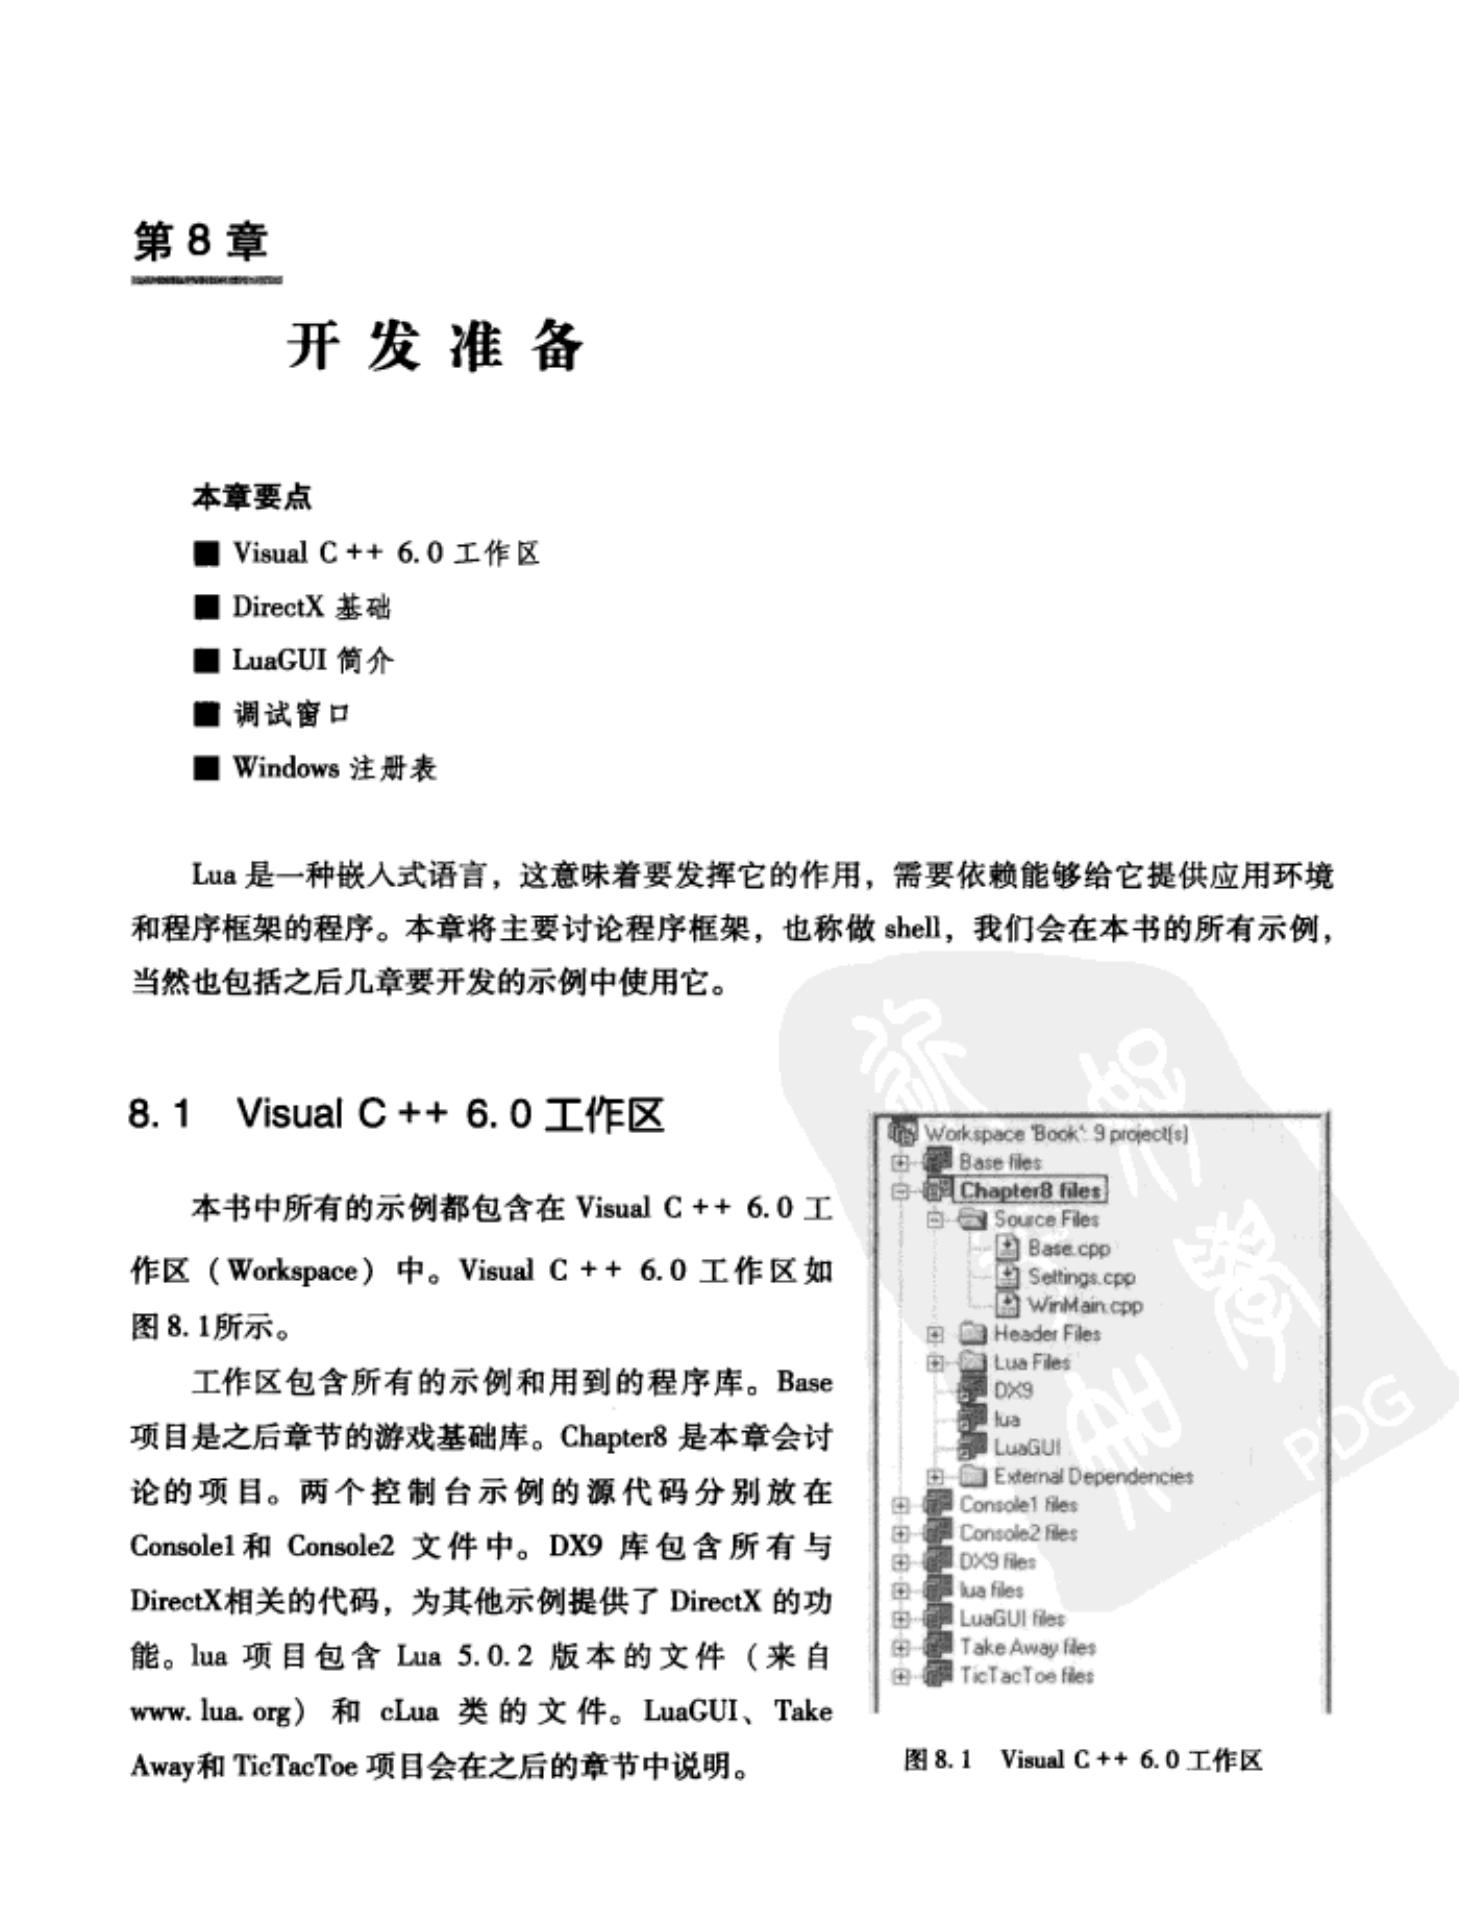 第 8 章
开 发 准 备
本章要点
■ Visual C ++ 6.0 工作区
■ DirectX 基础
■ LuaGUI 简介
■ 调试窗口
■ Windows 注册表
Lua 是一种嵌入式语言，这意味着要发挥它的作用，需要依赖能够给它提供应用环境
和程序框架的程序。本章将主要讨论程序框架，也称做 shell，我们会在本书的所有示例，
当然也包括之后几章要开发的示例中使用它。
8. 1 Visual C ++ 6. 0 工作区
本书中所有的示例都包含在 Visual C ++ 6.0 工
作区（Workspace）中。Visual C ++ 6.0 工作区如
图 8. 1所示。
工作区包含所有的示例和用到的程序库。Base
项目是之后章节的游戏基础库。Chapter8 是本章会讨
论的项目。两个控制台示例的源代码分别放在
Console1 和 Console2 文件中。DX9 库包含所有与
DirectX相关的代码，为其他示例提供了 DirectX 的功
能。lua 项目包含 Lua 5.0.2 版本的文件（来自
www. lua. org）和 cLua 类的文件。LuaGUI、Take
Away和 TicTacToe 项目会在之后的章节中说明。
Workspace 'Book': 9 project(s)
Base files
Chapter8 files
Source Files
Base.cpp
Settings.cpp
WinMain.cpp
Header Files
Lua Files
DX9
lua
LuaGUI
External Dependencies
Console1 files
Console2 files
DX9 files
lua files
LuaGUI files
Take Away files
TicTacToe files
图 8. 1 Visual C ++ 6. 0 工作区
PDG